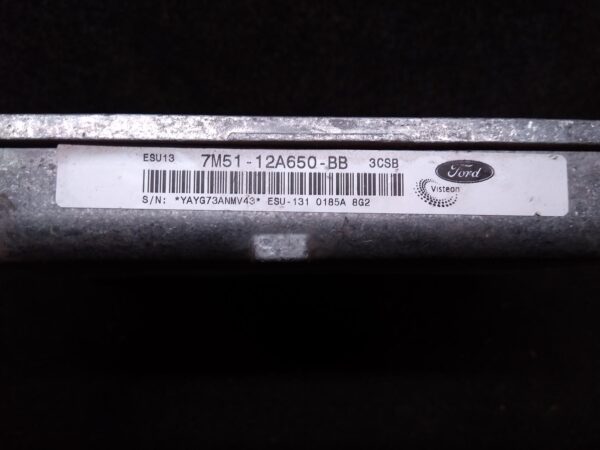 ESU13 7M51-12A650-BB 3CSB
Ford
Visteon
S/N: *YAYG73ANMV43* ESU-131 0185A 8G2